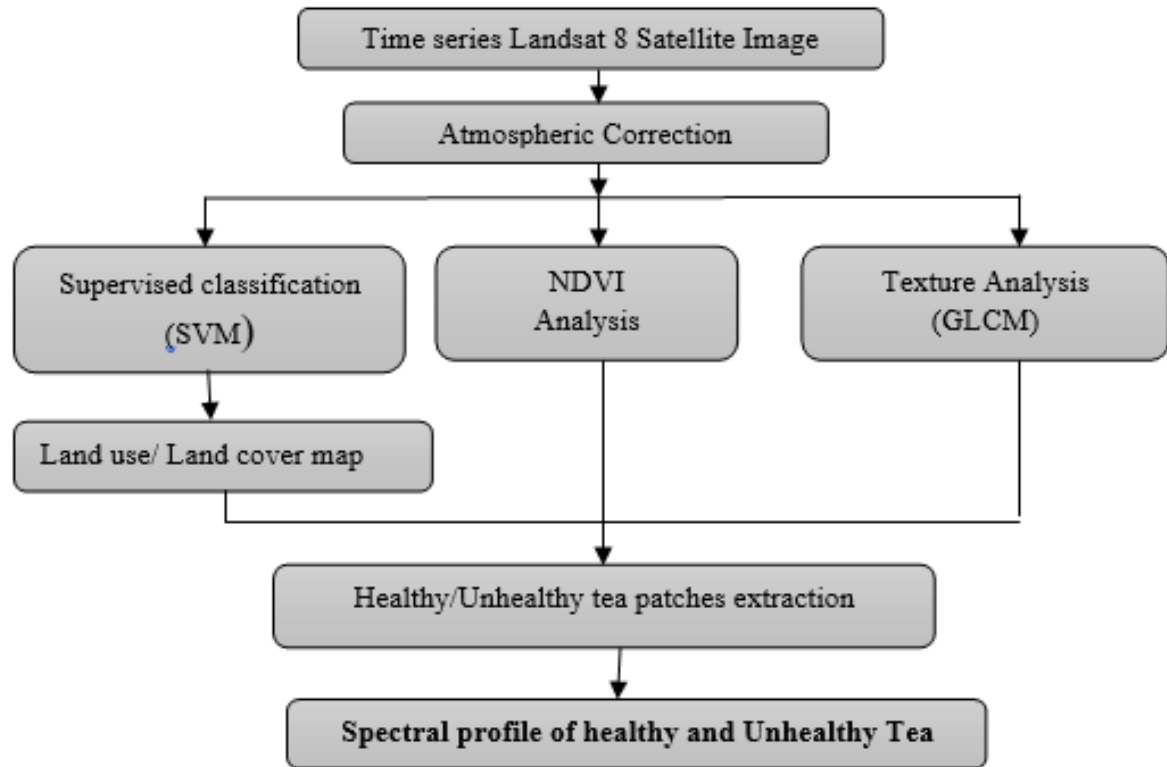 Time series Landsat 8 Satellite Image
Atmospheric Correction
Supervised classification
(SVM)
NDVI
Analysis
Texture Analysis
(GLCM)
Land use/ Land cover map
Healthy/Unhealthy tea patches extraction
Spectral profile of healthy and Unhealthy Tea